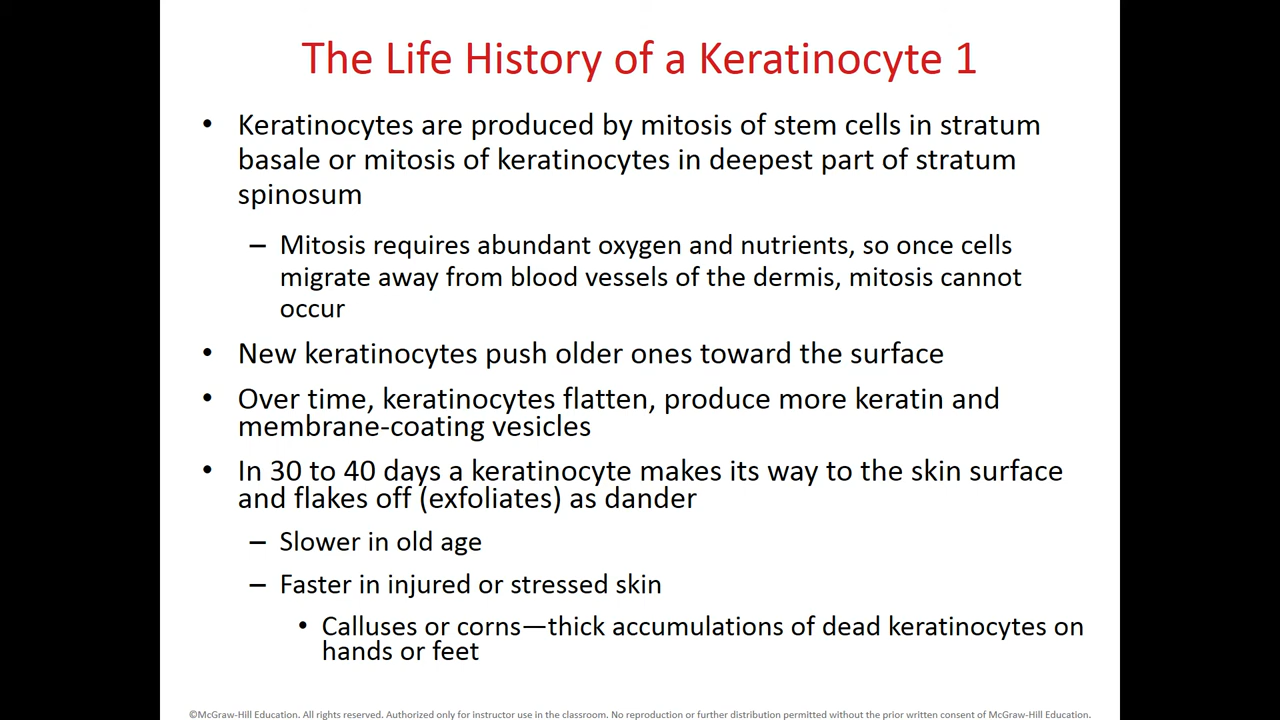 The Life History of a Keratinocyte 1
• Keratinocytes are produced by mitosis of stem cells in stratum
basale or mitosis of keratinocytes in deepest part of stratum
spinosum
– Mitosis requires abundant oxygen and nutrients, so once cells
migrate away from blood vessels of the dermis, mitosis cannot
occur
• New keratinocytes push older ones toward the surface
• Over time, keratinocytes flatten, produce more keratin and
membrane-coating vesicles
• In 30 to 40 days a keratinocyte makes its way to the skin surface
and flakes off (exfoliates) as dander
– Slower in old age
– Faster in injured or stressed skin
• Calluses or corns—thick accumulations of dead keratinocytes on
hands or feet
©McGraw-Hill Education. All rights reserved. Authorized only for instructor use in the classroom. No reproduction or further distribution permitted without the prior written consent of McGraw-Hill Education.